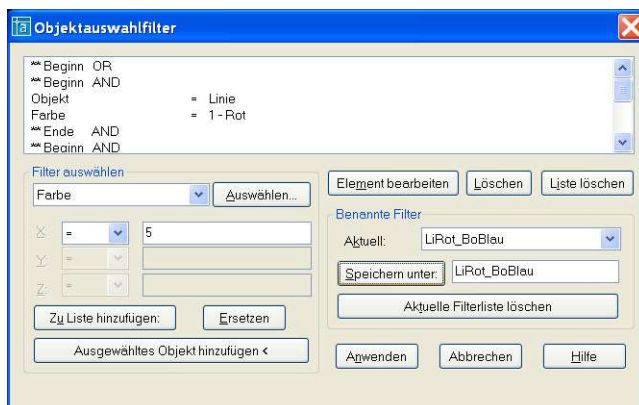 Objektauswahlfilter
** Beginn OR
** Beginn AND
Objekt = Linie
Farbe = 1 - Rot
** Ende AND
** Beginn AND
Filter auswählen
Farbe Auswählen...
X: = 5
Y: =
Z: =
Zu Liste hinzufügen: Ersetzen
Ausgewähltes Objekt hinzufügen <
Element bearbeiten Löschen Liste löschen
Benannte Filter
Aktuell: LiRot_BoBlau
Speichern unter: LiRot_BoBlau
Aktuelle Filterliste löschen
Anwenden Abbrechen Hilfe